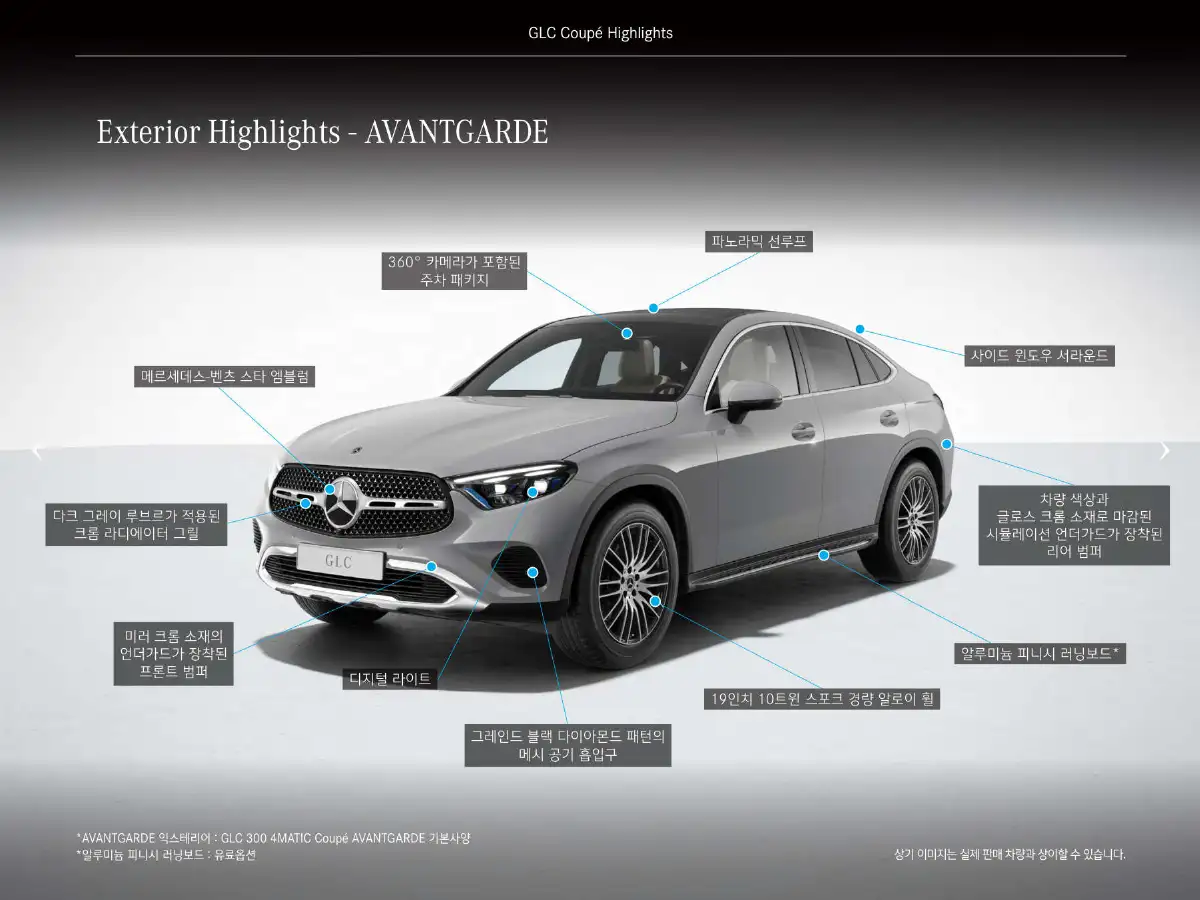 GLC Coupé Highlights
Exterior Highlights - AVANTGARDE
파노라믹 선루프
360° 카메라가 포함된
주차 패키지
사이드 윈도우 서라운드
메르세데스-벤츠 스타 엠블럼
다크 그레이 루브르가 적용된
크롬 라디에이터 그릴
차량 색상과
글로스 크롬 소재로 마감된
시뮬레이션 언더가드가 장착된
리어 범퍼
GLC
미러 크롬 소재의
언더가드가 장착된
프론트 범퍼
디지털 라이트
알루미늄 피니시 러닝보드*
19인치 10트윈 스포크 경량 알로이 휠
그레인드 블랙 다이아몬드 패턴의
메시 공기 흡입구
*AVANTGARDE 익스테리어 : GLC 300 4MATIC Coupé AVANTGARDE 기본사양
*알루미늄 피니시 러닝보드 : 유료옵션
상기 이미지는 실제 판매 차량과 상이할 수 있습니다.